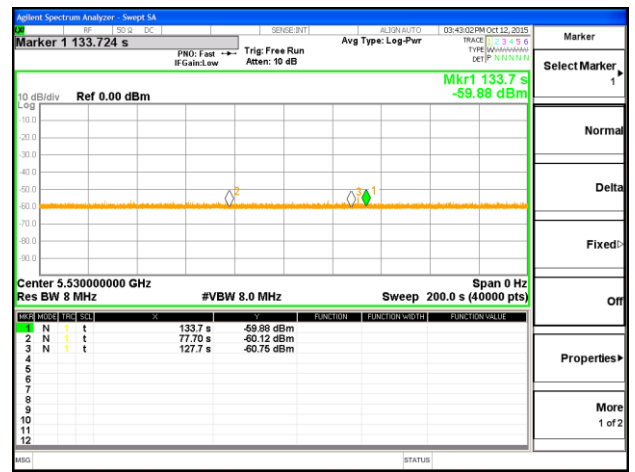 Agilent Spectrum Analyzer - Swept SA
RF 50 Ω DC SENSE:INT ALIGN AUTO 03:43:02 PM Oct 12, 2015
Marker 1 133.724 s
PNO: Fast
IFGain:Low
Trig: Free Run
Atten: 10 dB
Avg Type: Log-Pwr
TRACE 1 2 3 4 5 6
TYPE
DET P N N N N N
Mkr1 133.7 s
-59.88 dBm
10 dB/div Ref 0.00 dBm
Log
-10.0
-20.0
-30.0
-40.0
-50.0
-60.0
-70.0
-80.0
-90.0
2
3
1
Center 5.530000000 GHz Span 0 Hz
Res BW 8 MHz #VBW 8.0 MHz Sweep 200.0 s (40000 pts)
MKR MODE TRC SCL X Y FUNCTION FUNCTION WIDTH FUNCTION VALUE
1 N 1 t 133.7 s -59.88 dBm
2 N 1 t 77.70 s -60.12 dBm
3 N 1 t 127.7 s -60.75 dBm
4
5
6
7
8
9
10
11
12
MSG STATUS
Marker
Select Marker
1
Normal
Delta
Fixed
Off
Properties
More
1 of 2